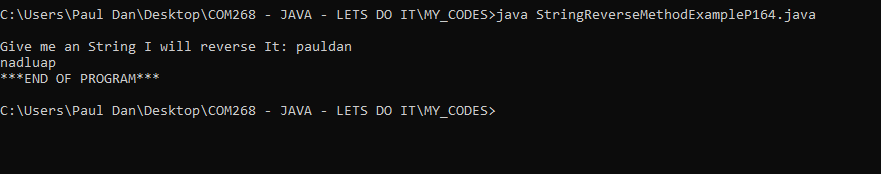 C:\Users\Paul Dan\Desktop\COM268 - JAVA - LETS DO IT\MY_CODES>java StringReverseMethodExampleP164.java
Give me an String I will reverse It: pauldan
nadluap
***END OF PROGRAM***
C:\Users\Paul Dan\Desktop\COM268 - JAVA - LETS DO IT\MY_CODES>